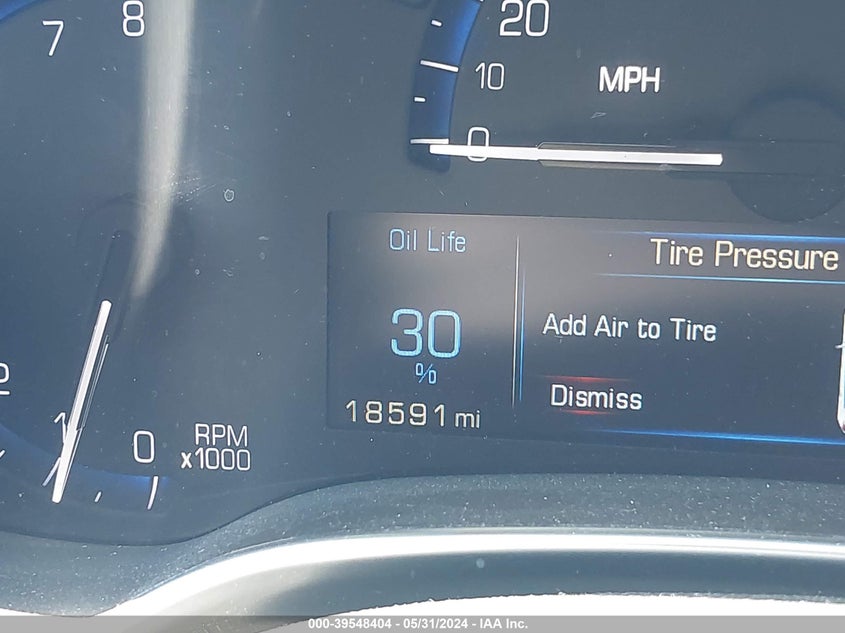 7
8
20
10
MPH
0
Oil Life
Tire Pressure
30
%
Add Air to Tire
Dismiss
18591 mi
1
0
RPM
x1000
000-39548404 - 05/31/2024 - IAA Inc.